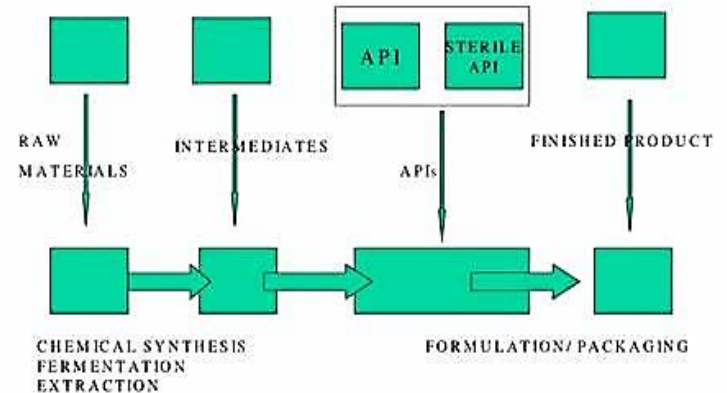 API
STERILE
API
RAW
MATERIALS
INTERMEDIATES
APIs
FINISHED PRODUCT
CHEMICAL SYNTHESIS
FERMENTATION
EXTRACTION
FORMULATION/ PACKAGING